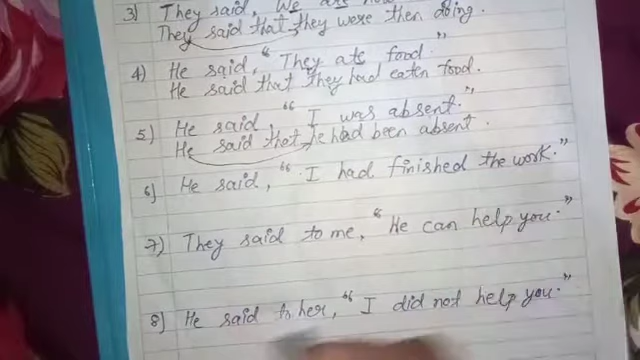 3) They said, "We are now
They said that they were then doing.
4) He said, "They ate food."
He said that they had eaten food.
5) He said, "I was absent."
He said that he had been absent.
6) He said, "I had finished the work."
7) They said to me, "He can help you."
8) He said to her, "I did not help you."